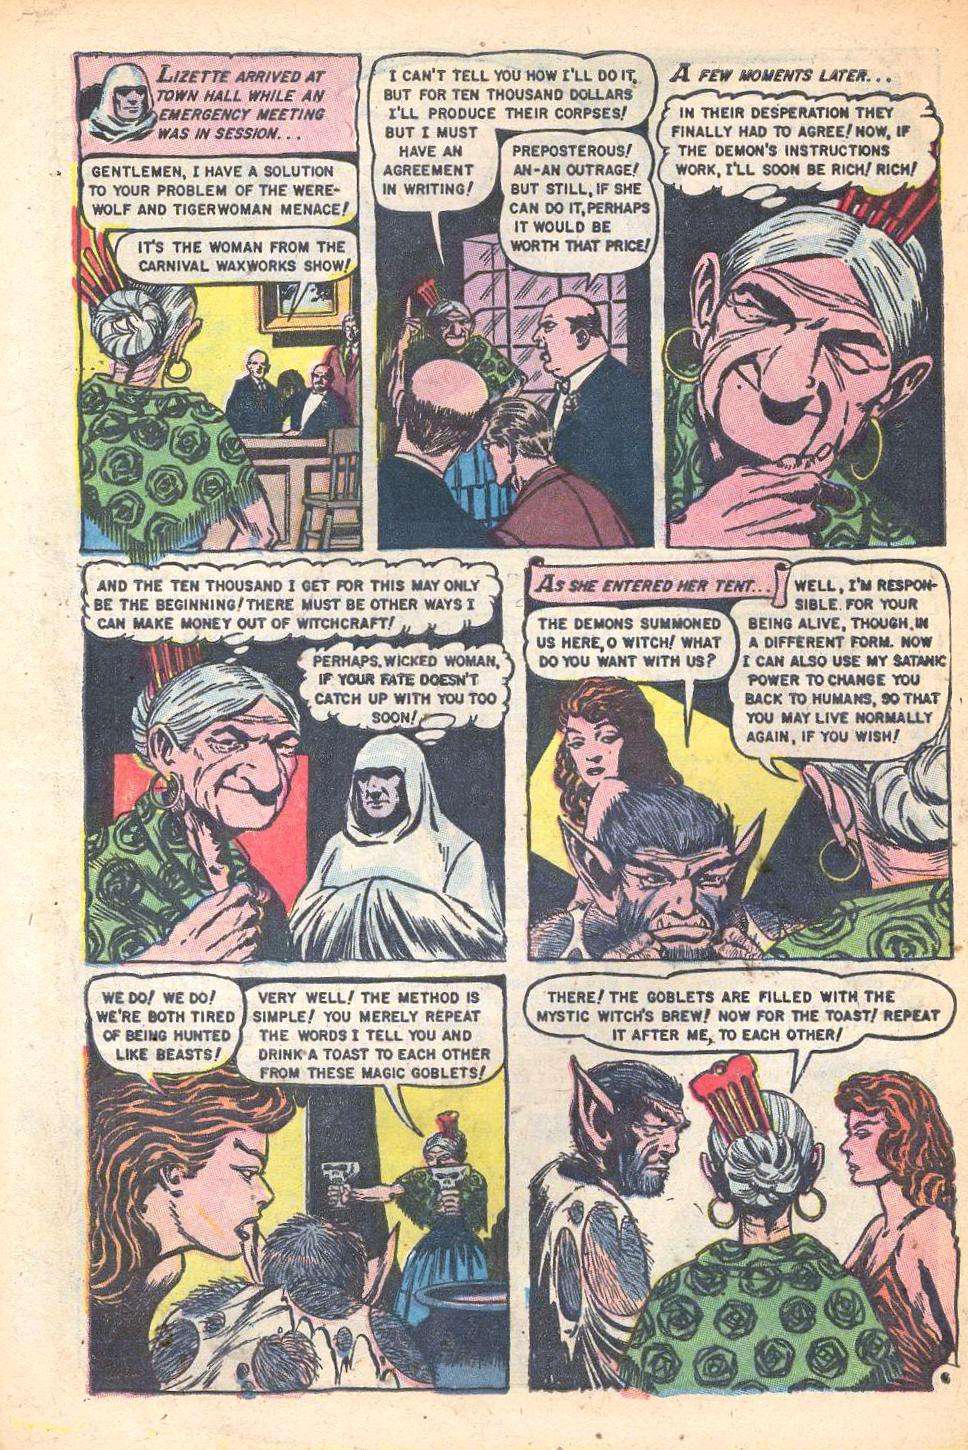 LIZETTE ARRIVED AT
TOWN HALL WHILE AN
EMERGENCY MEETING
WAS IN SESSION...
GENTLEMEN, I HAVE A SOLUTION
TO YOUR PROBLEM OF THE WERE-
WOLF AND TIGERWOMAN MENACE!
IT'S THE WOMAN FROM THE
CARNIVAL WAXWORKS SHOW!
I CAN'T TELL YOU HOW I'LL DO IT,
BUT FOR TEN THOUSAND DOLLARS
I'LL PRODUCE THEIR CORPSES!
BUT I MUST
HAVE AN
AGREEMENT
IN WRITING!
PREPOSTEROUS!
AN-AN OUTRAGE!
BUT STILL, IF SHE
CAN DO IT, PERHAPS
IT WOULD BE
WORTH THAT PRICE!
A FEW MOMENTS LATER...
IN THEIR DESPERATION THEY
FINALLY HAD TO AGREE! NOW, IF
THE DEMON'S INSTRUCTIONS
WORK, I'LL SOON BE RICH! RICH!
AND THE TEN THOUSAND I GET FOR THIS MAY ONLY
BE THE BEGINNING! THERE MUST BE OTHER WAYS I
CAN MAKE MONEY OUT OF WITCHCRAFT!
PERHAPS, WICKED WOMAN,
IF YOUR FATE DOESN'T
CATCH UP WITH YOU TOO
SOON!
AS SHE ENTERED HER TENT...
THE DEMONS SUMMONED
US HERE, O WITCH! WHAT
DO YOU WANT WITH US?
WELL, I'M RESPON-
SIBLE FOR YOUR
BEING ALIVE, THOUGH, IN
A DIFFERENT FORM. NOW
I CAN ALSO USE MY SATANIC
POWER TO CHANGE YOU
BACK TO HUMANS, SO THAT
YOU MAY LIVE NORMALLY
AGAIN, IF YOU WISH!
WE DO! WE DO!
WE'RE BOTH TIRED
OF BEING HUNTED
LIKE BEASTS!
VERY WELL! THE METHOD IS
SIMPLE! YOU MERELY REPEAT
THE WORDS I TELL YOU AND
DRINK A TOAST TO EACH OTHER
FROM THESE MAGIC GOBLETS!
THERE! THE GOBLETS ARE FILLED WITH THE
MYSTIC WITCH'S BREW! NOW FOR THE TOAST! REPEAT
IT AFTER ME, TO EACH OTHER!
6